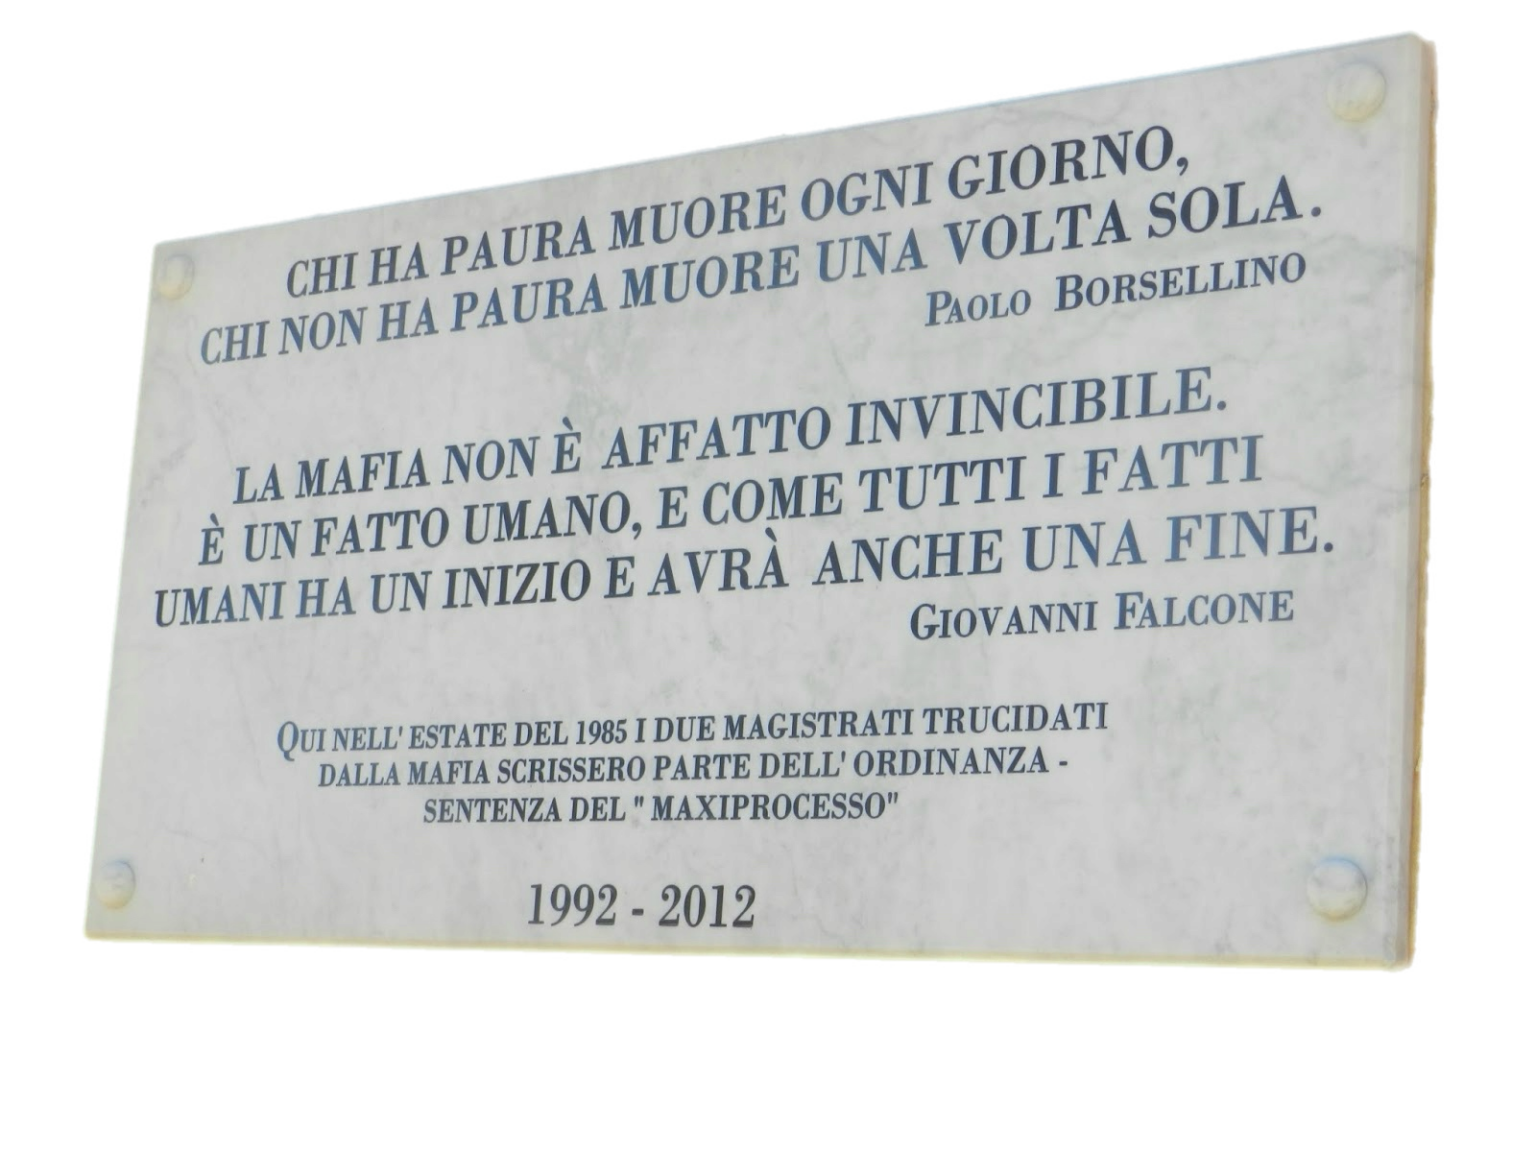 CHI HA PAURA MUORE OGNI GIORNO,
CHI NON HA PAURA MUORE UNA VOLTA SOLA.
PAOLO BORSELLINO
LA MAFIA NON È AFFATTO INVINCIBILE.
È UN FATTO UMANO, E COME TUTTI I FATTI
UMANI HA UN INIZIO E AVRÀ ANCHE UNA FINE.
GIOVANNI FALCONE
QUI NELL' ESTATE DEL 1985 I DUE MAGISTRATI TRUCIDATI
DALLA MAFIA SCRISSERO PARTE DELL' ORDINANZA -
SENTENZA DEL " MAXIPROCESSO"
1992 - 2012